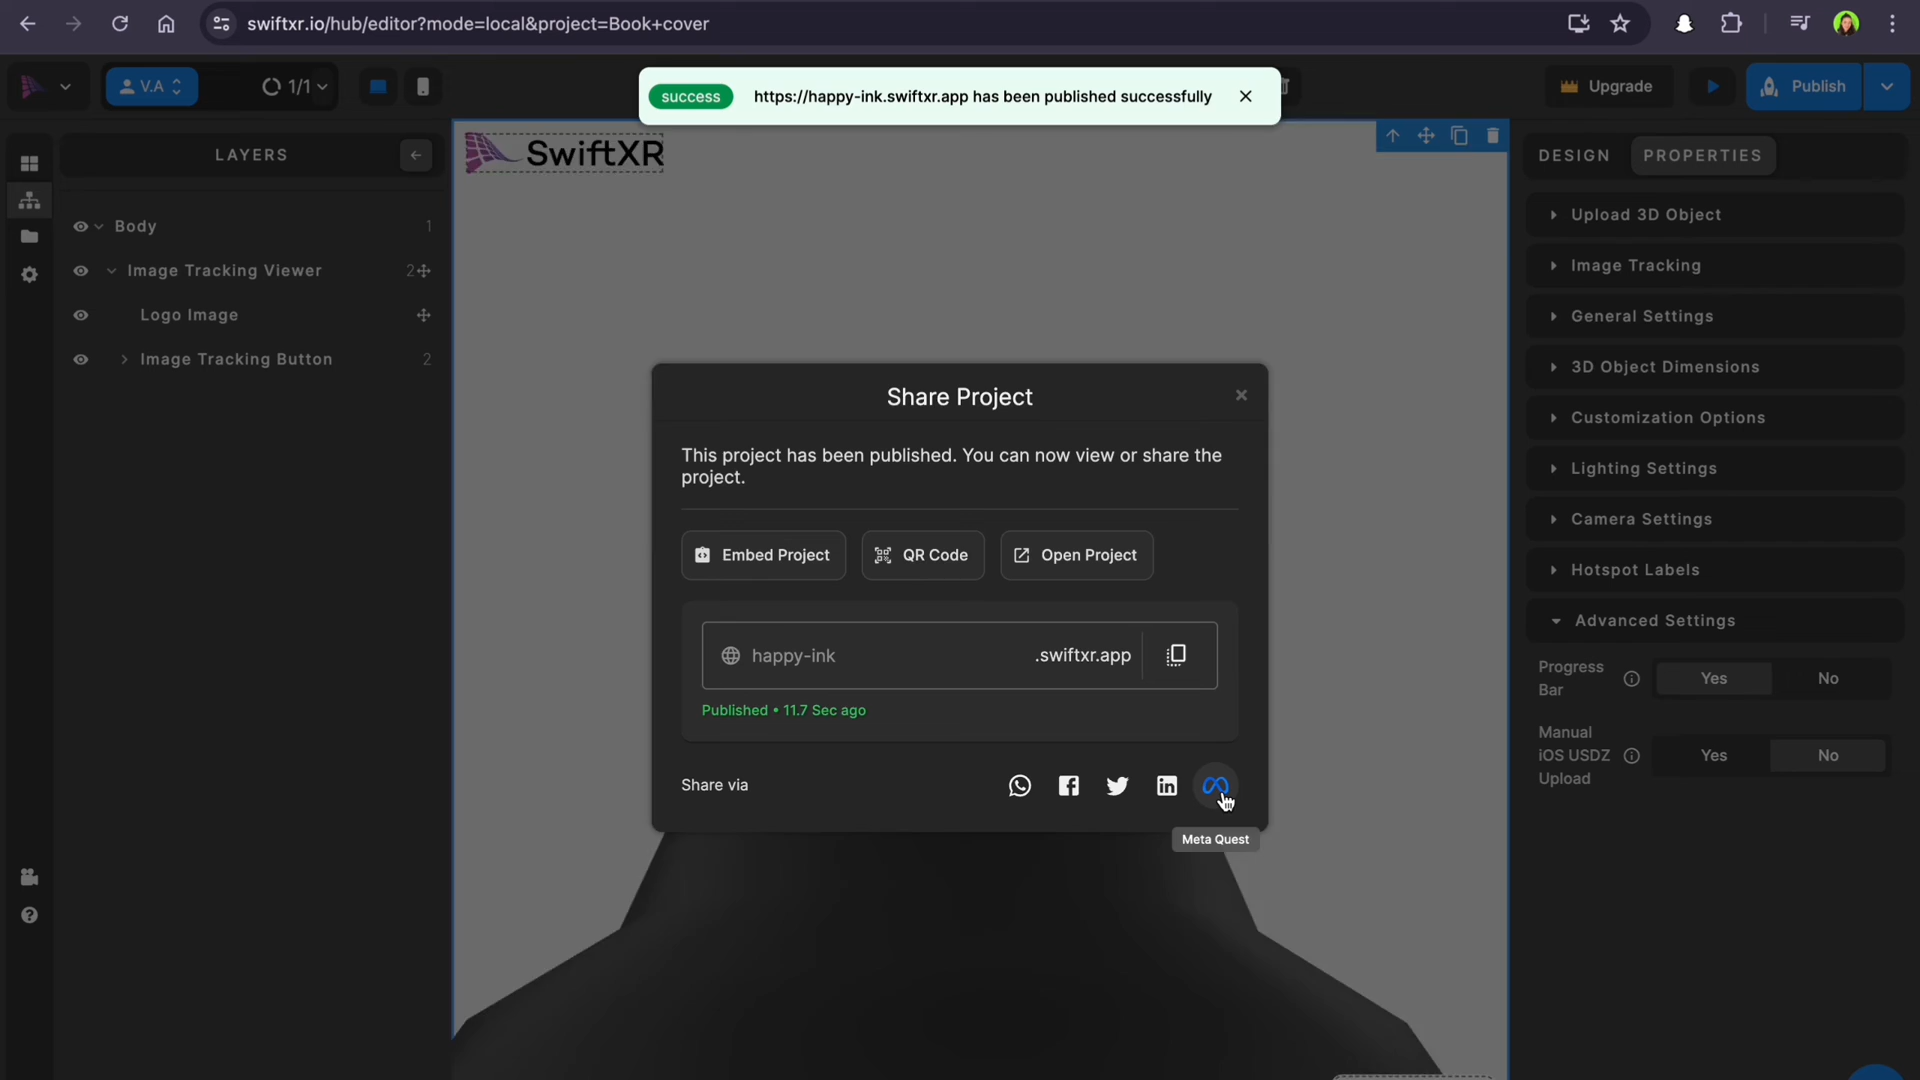 swiftxr.io/hub/editor?mode=local&project=Book+cover
V.A
1/1
success
https://happy-ink.swiftxr.app has been published successfully
Upgrade
Publish
LAYERS
Body
1
Image Tracking Viewer
2
Logo Image
Image Tracking Button
2
SwiftXR
Share Project
This project has been published. You can now view or share the
project.
Embed Project
QR Code
Open Project
happy-ink
.swiftxr.app
Published • 11.7 Sec ago
Share via
Meta Quest
DESIGN
PROPERTIES
Upload 3D Object
Image Tracking
General Settings
3D Object Dimensions
Customization Options
Lighting Settings
Camera Settings
Hotspot Labels
Advanced Settings
Progress
Bar
Yes
No
Manual
iOS USDZ
Upload
Yes
No